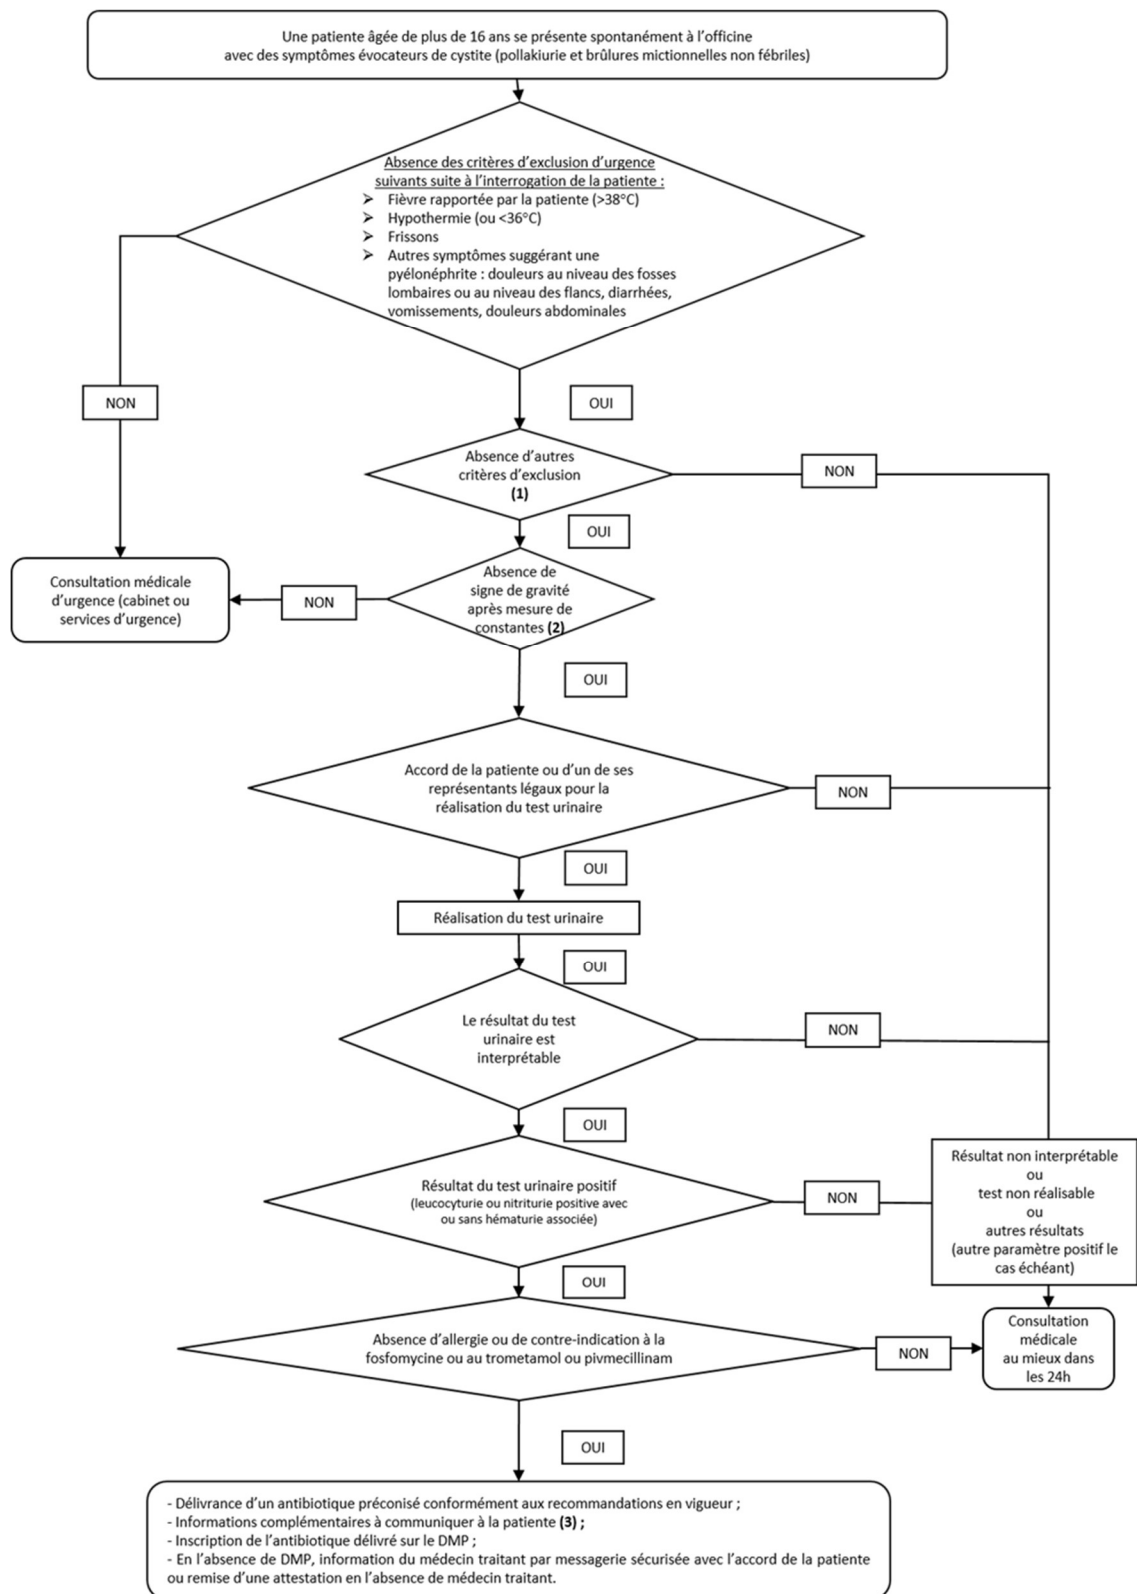 Une patiente âgée de plus de 16 ans se présente spontanément à l’officine
avec des symptômes évocateurs de cystite (pollakiurie et brûlures mictionnelles non fébriles)
Absence des critères d’exclusion d’urgence
suivants suite à l’interrogation de la patiente :
➢ Fièvre rapportée par la patiente (>38°C)
➢ Hypothermie (ou <36°C)
➢ Frissons
➢ Autres symptômes suggérant une
pyélonéphrite : douleurs au niveau des fosses
lombaires ou au niveau des flancs, diarrhées,
vomissements, douleurs abdominales
NON
OUI
Absence d’autres
critères d’exclusion
(1)
NON
OUI
Absence de
signe de gravité
après mesure de
constantes (2)
NON
Consultation médicale
d’urgence (cabinet ou
services d’urgence)
OUI
Accord de la patiente ou d’un de ses
représentants légaux pour la
réalisation du test urinaire
NON
OUI
Réalisation du test urinaire
OUI
Le résultat du test
urinaire est
interprétable
NON
OUI
Résultat du test urinaire positif
(leucocyturie ou nitriturie positive avec
ou sans hématurie associée)
NON
Résultat non interprétable
ou
test non réalisable
ou
autres résultats
(autre paramètre positif le
cas échéant)
OUI
Absence d’allergie ou de contre-indication à la
fosfomycine ou au trometamol ou pivmecillinam
NON
Consultation
médicale
au mieux dans
les 24h
OUI
- Délivrance d’un antibiotique préconisé conformément aux recommandations en vigueur ;
- Informations complémentaires à communiquer à la patiente (3) ;
- Inscription de l’antibiotique délivré sur le DMP ;
- En l’absence de DMP, information du médecin traitant par messagerie sécurisée avec l’accord de la patiente
ou remise d’une attestation en l’absence de médecin traitant.